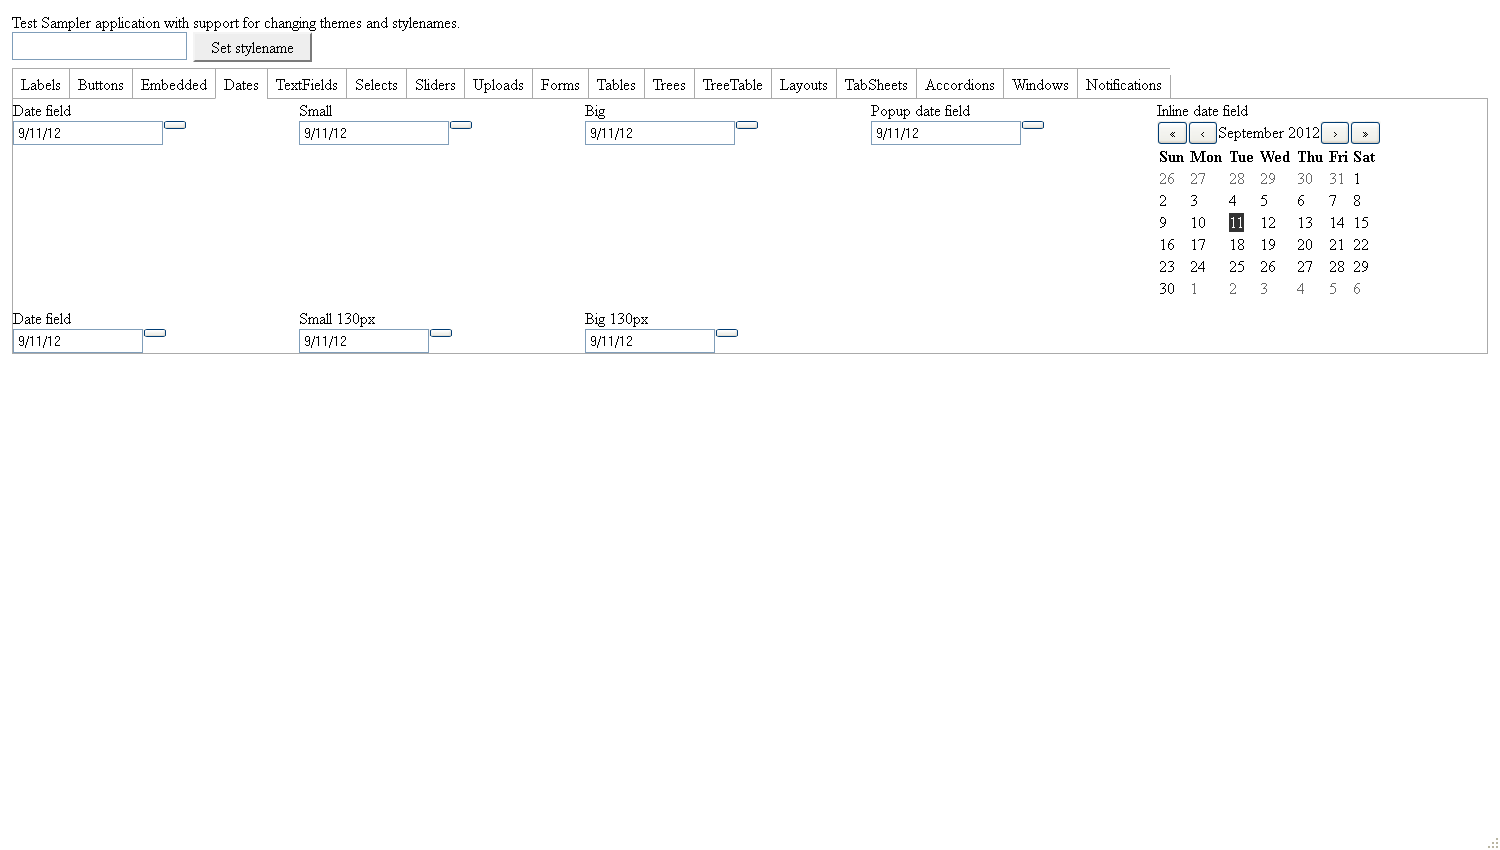 Test Sampler application with support for changing themes and stylenames.
Set stylename
Labels Buttons Embedded Dates TextFields Selects Sliders Uploads Forms Tables Trees TreeTable Layouts TabSheets Accordions Windows Notifications
Date field Small Big Popup date field Inline date field
9/11/12 9/11/12 9/11/12 9/11/12 « ‹ September 2012 › »
Sun Mon Tue Wed Thu Fri Sat
26 27 28 29 30 31 1
2 3 4 5 6 7 8
9 10 11 12 13 14 15
16 17 18 19 20 21 22
23 24 25 26 27 28 29
30 1 2 3 4 5 6
Date field Small 130px Big 130px
9/11/12 9/11/12 9/11/12